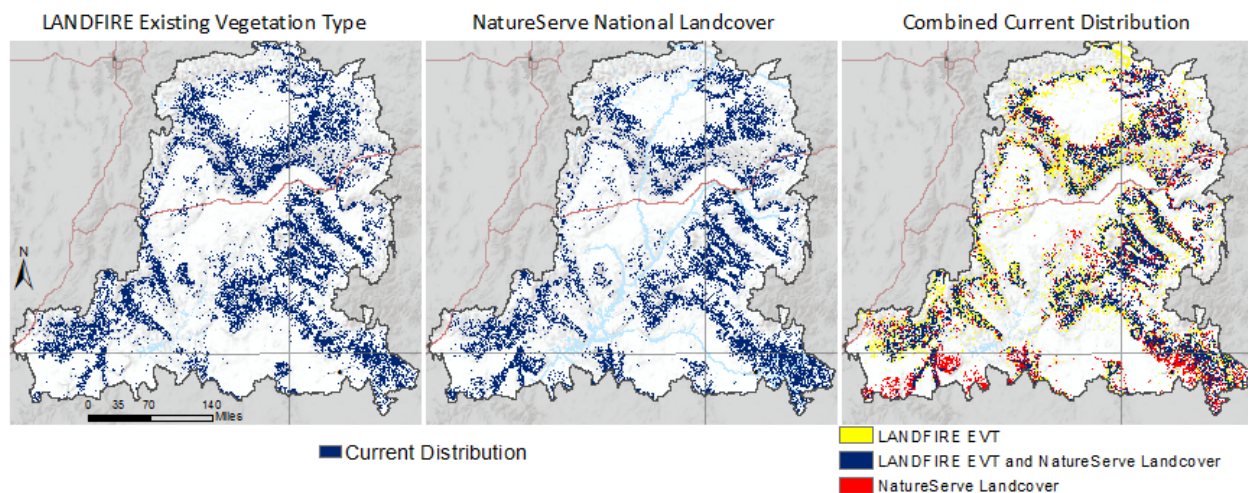 LANDFIRE Existing Vegetation Type
NatureServe National Landcover
Combined Current Distribution
N
0 35 70 140
Miles
Current Distribution
LANDFIRE EVT
LANDFIRE EVT and NatureServe Landcover
NatureServe Landcover